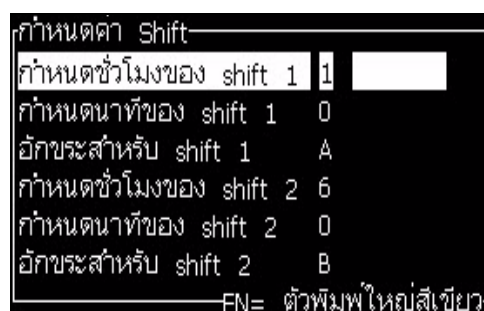 กำหนดค่า Shift
กำหนดชั่วโมงของ shift 1 1
กำหนดนาทีของ shift 1 0
อักขระสำหรับ shift 1 A
กำหนดชั่วโมงของ shift 2 6
กำหนดนาทีของ shift 2 0
อักขระสำหรับ shift 2 B
FN= ตัวพิมพ์ใหญ่สีเขียว